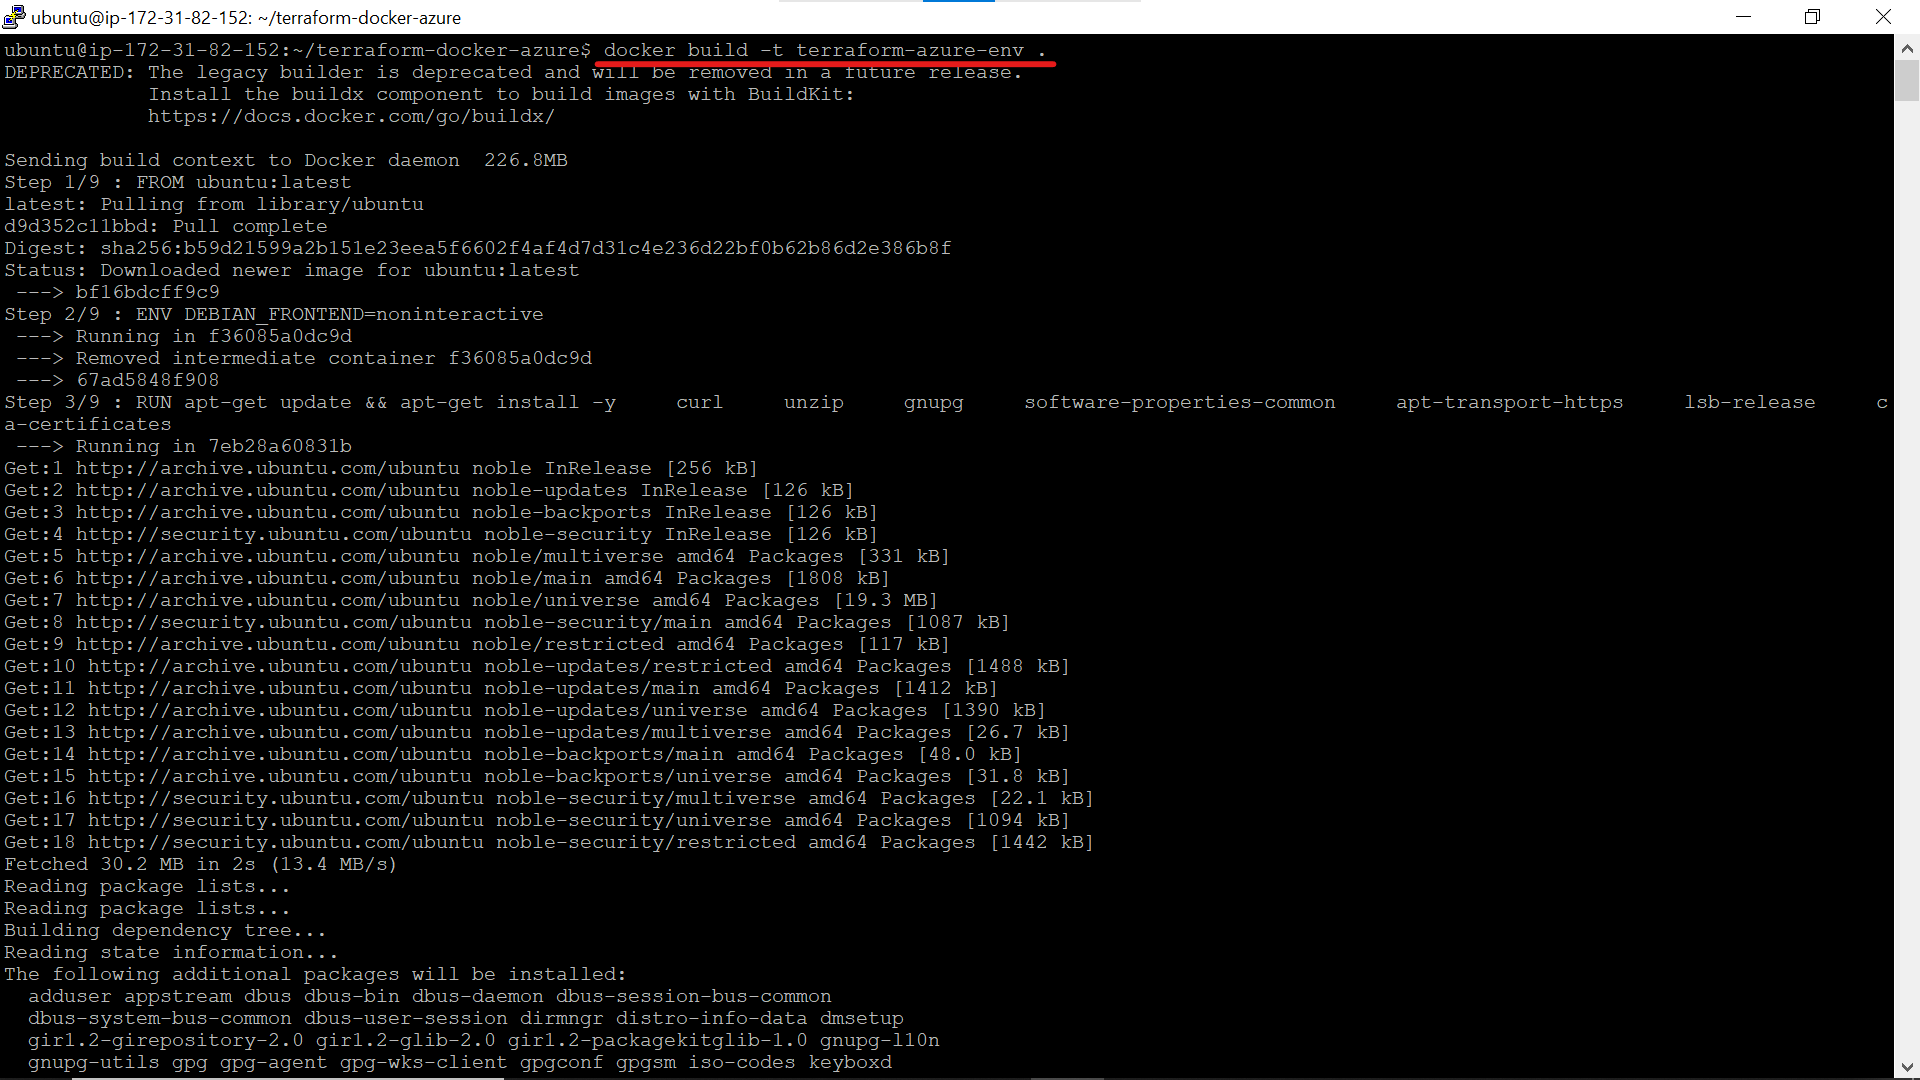 ubuntu@ip-172-31-82-152: ~/terraform-docker-azure
ubuntu@ip-172-31-82-152:~/terraform-docker-azure$ docker build -t terraform-azure-env .
DEPRECATED: The legacy builder is deprecated and will be removed in a future release.
Install the buildx component to build images with BuildKit:
https://docs.docker.com/go/buildx/
Sending build context to Docker daemon  226.8MB
Step 1/9 : FROM ubuntu:latest
latest: Pulling from library/ubuntu
d9d352c11bbd: Pull complete
Digest: sha256:b59d21599a2b151e23eea5f6602f4af4d7d31c4e236d22bf0b62b86d2e386b8f
Status: Downloaded newer image for ubuntu:latest
---> bf16bdcff9c9
Step 2/9 : ENV DEBIAN_FRONTEND=noninteractive
---> Running in f36085a0dc9d
---> Removed intermediate container f36085a0dc9d
---> 67ad5848f908
Step 3/9 : RUN apt-get update && apt-get install -y     curl     unzip     gnupg     software-properties-common     apt-transport-https     lsb-release     c
a-certificates
---> Running in 7eb28a60831b
Get:1 http://archive.ubuntu.com/ubuntu noble InRelease [256 kB]
Get:2 http://archive.ubuntu.com/ubuntu noble-updates InRelease [126 kB]
Get:3 http://archive.ubuntu.com/ubuntu noble-backports InRelease [126 kB]
Get:4 http://security.ubuntu.com/ubuntu noble-security InRelease [126 kB]
Get:5 http://archive.ubuntu.com/ubuntu noble/multiverse amd64 Packages [331 kB]
Get:6 http://archive.ubuntu.com/ubuntu noble/main amd64 Packages [1808 kB]
Get:7 http://archive.ubuntu.com/ubuntu noble/universe amd64 Packages [19.3 MB]
Get:8 http://security.ubuntu.com/ubuntu noble-security/main amd64 Packages [1087 kB]
Get:9 http://archive.ubuntu.com/ubuntu noble/restricted amd64 Packages [117 kB]
Get:10 http://archive.ubuntu.com/ubuntu noble-updates/restricted amd64 Packages [1488 kB]
Get:11 http://archive.ubuntu.com/ubuntu noble-updates/main amd64 Packages [1412 kB]
Get:12 http://archive.ubuntu.com/ubuntu noble-updates/universe amd64 Packages [1390 kB]
Get:13 http://archive.ubuntu.com/ubuntu noble-updates/multiverse amd64 Packages [26.7 kB]
Get:14 http://archive.ubuntu.com/ubuntu noble-backports/main amd64 Packages [48.0 kB]
Get:15 http://archive.ubuntu.com/ubuntu noble-backports/universe amd64 Packages [31.8 kB]
Get:16 http://security.ubuntu.com/ubuntu noble-security/multiverse amd64 Packages [22.1 kB]
Get:17 http://security.ubuntu.com/ubuntu noble-security/universe amd64 Packages [1094 kB]
Get:18 http://security.ubuntu.com/ubuntu noble-security/restricted amd64 Packages [1442 kB]
Fetched 30.2 MB in 2s (13.4 MB/s)
Reading package lists...
Reading package lists...
Building dependency tree...
Reading state information...
The following additional packages will be installed:
adduser appstream dbus dbus-bin dbus-daemon dbus-session-bus-common
dbus-system-bus-common dbus-user-session dirmngr distro-info-data dmsetup
gir1.2-girepository-2.0 gir1.2-glib-2.0 gir1.2-packagekitglib-1.0 gnupg-l10n
gnupg-utils gpg gpg-agent gpg-wks-client gpgconf gpgsm iso-codes keyboxd